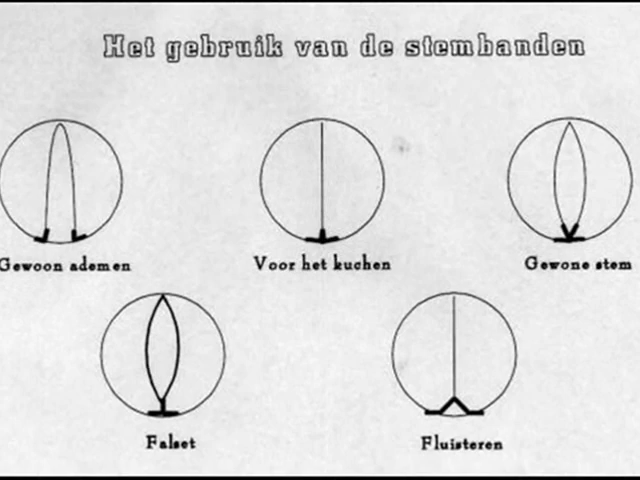 Het gebruik van de stembanden
Gewoon ademen
Voor het kuchen
Gewone stem
Falset
Fluisteren